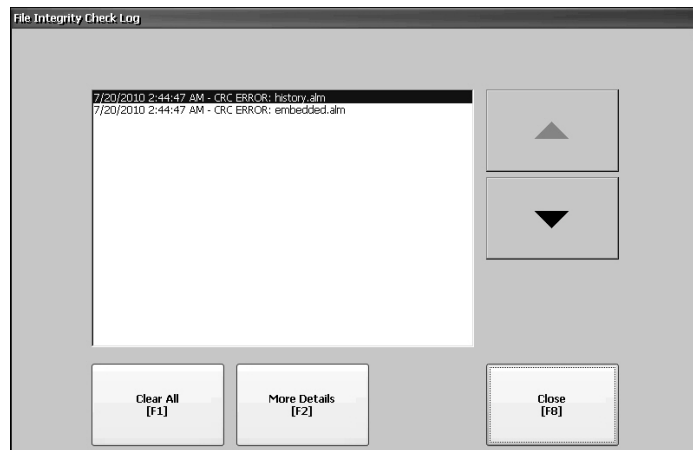 File Integrity Check Log
7/20/2010 2:44:47 AM - CRC ERROR: history.alm
7/20/2010 2:44:47 AM - CRC ERROR: embedded.alm
Clear All
[F1]
More Details
[F2]
Close
[F8]